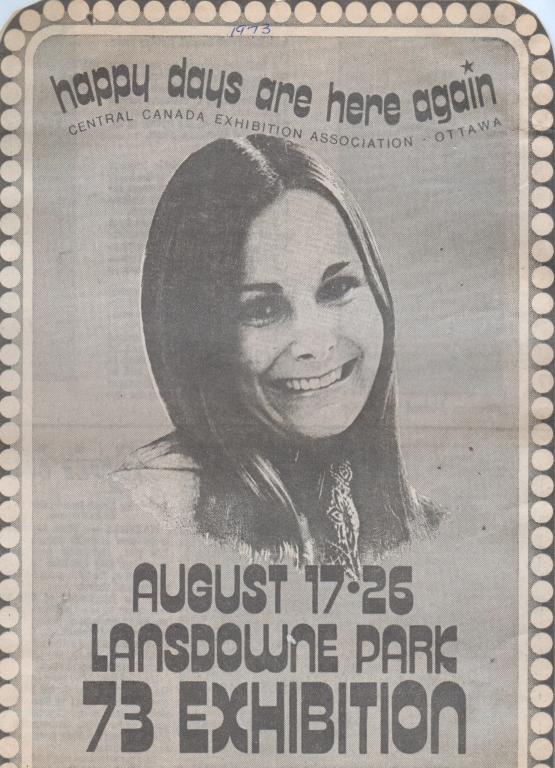 1973
happy days are here again
CENTRAL CANADA EXHIBITION ASSOCIATION - OTTAWA
AUGUST 17·26
LANSDOWNE PARK
73 EXHIBITION